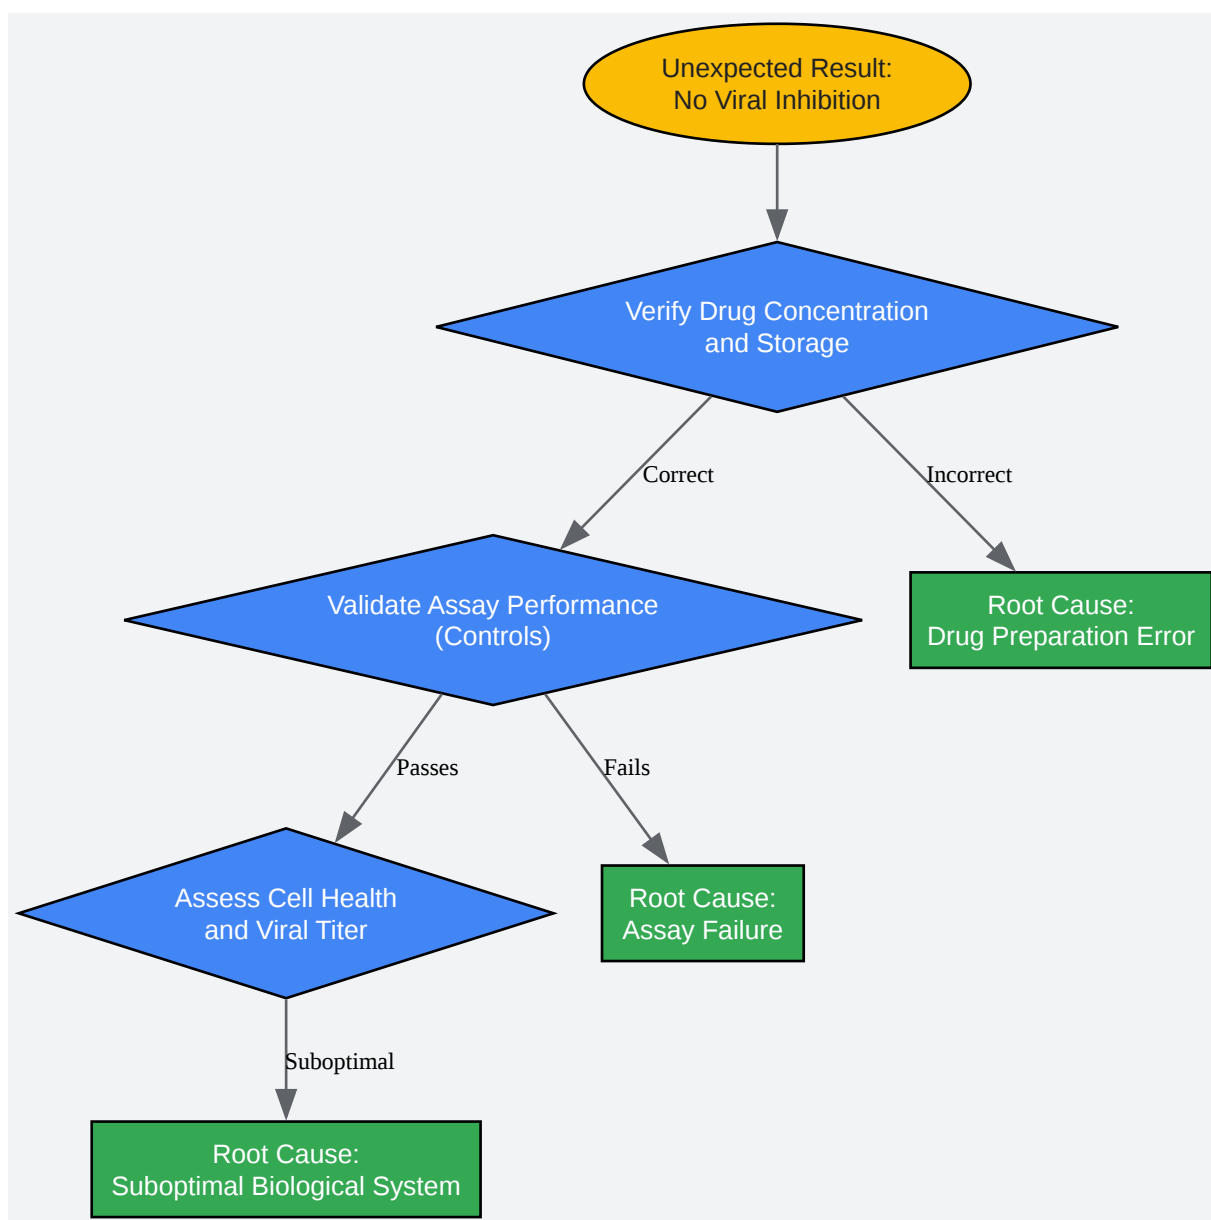 Unexpected Result:
No Viral Inhibition
Verify Drug Concentration
and Storage
Correct
Incorrect
Validate Assay Performance
(Controls)
Root Cause:
Drug Preparation Error
Passes
Fails
Assess Cell Health
and Viral Titer
Root Cause:
Assay Failure
Suboptimal
Root Cause:
Suboptimal Biological System